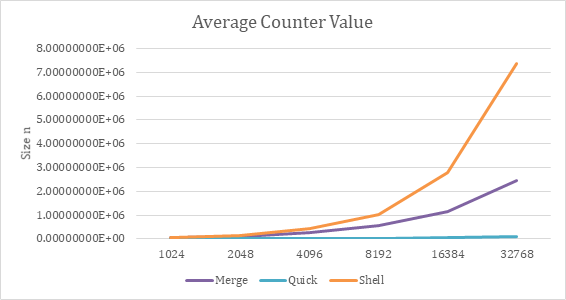 Average Counter Value
8.00000000E+06
7.00000000E+06
6.00000000E+06
5.00000000E+06
4.00000000E+06
3.00000000E+06
2.00000000E+06
1.00000000E+06
0.00000000E+00
Size n
1024 2048 4096 8192 16384 32768
Merge Quick Shell